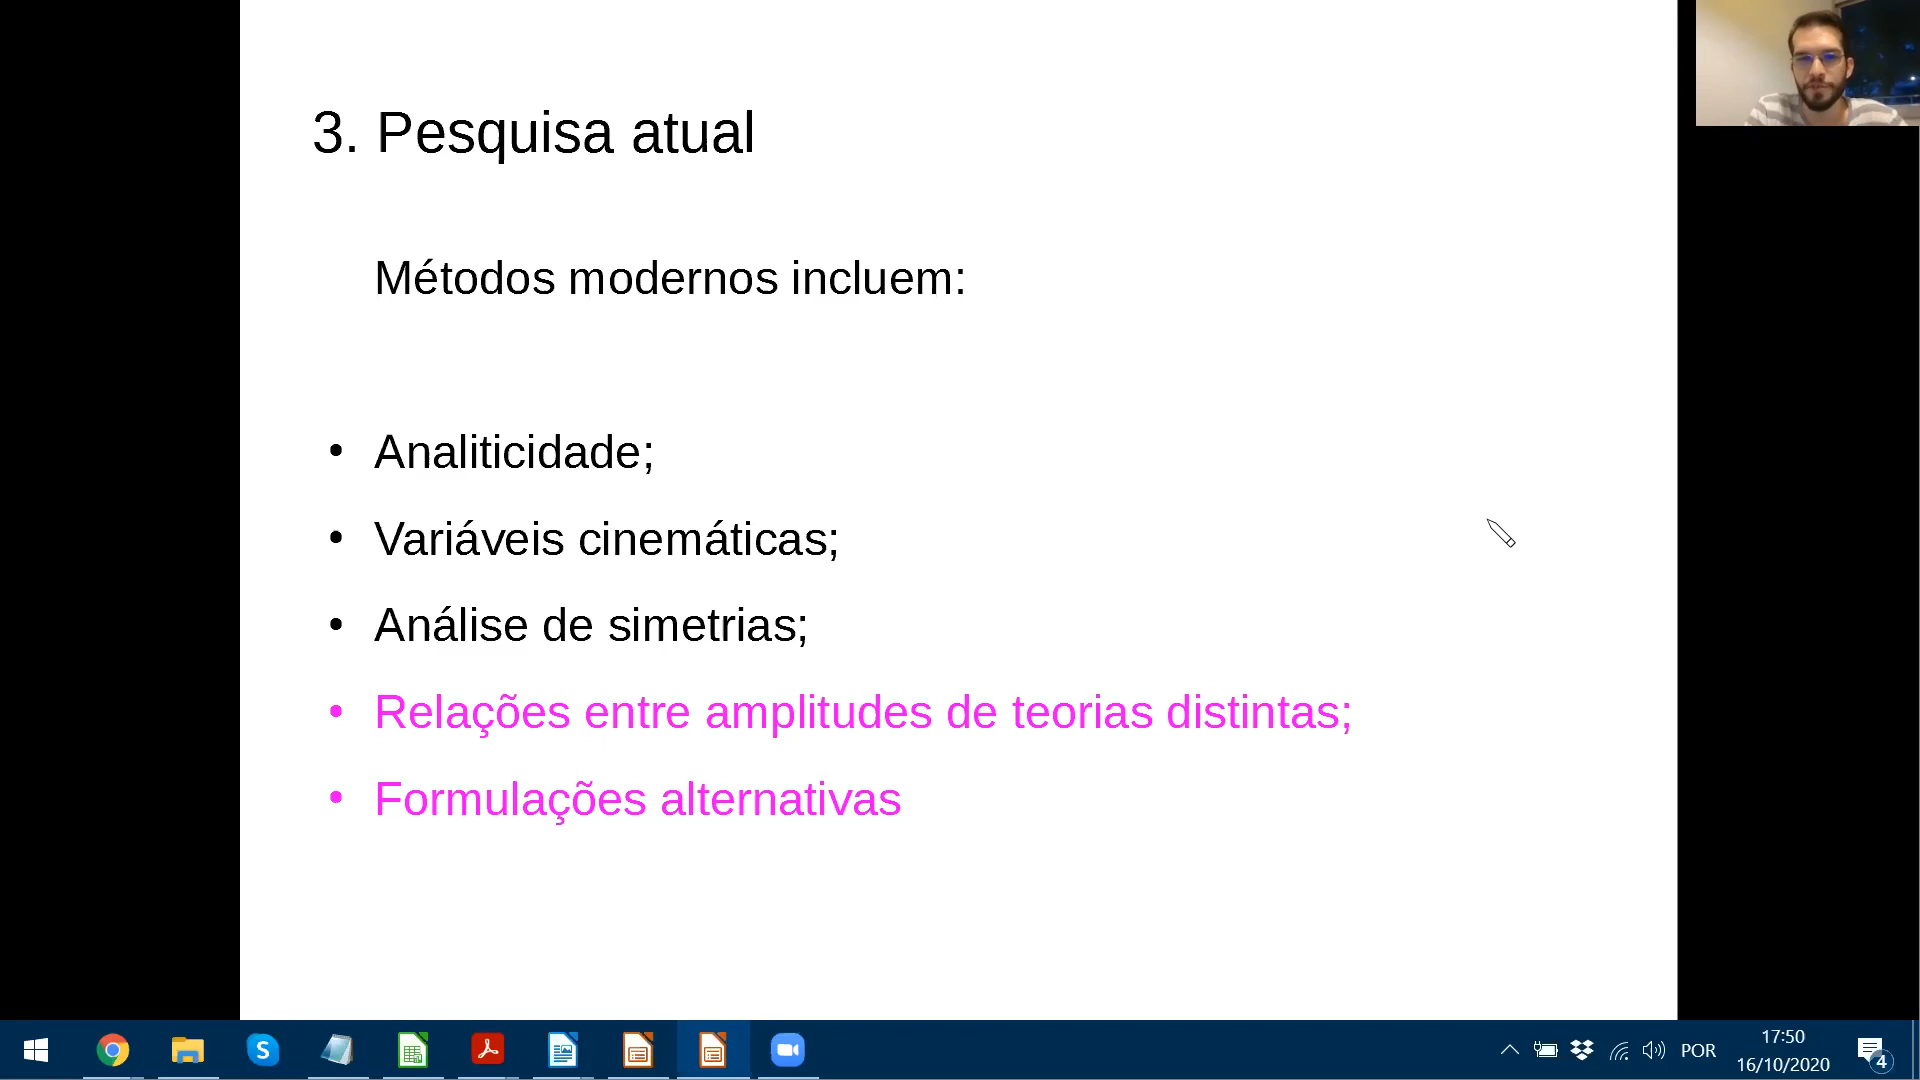 3. Pesquisa atual
Métodos modernos incluem:
• Analiticidade;
• Variáveis cinemáticas;
• Análise de simetrias;
• Relações entre amplitudes de teorias distintas;
• Formulações alternativas
S
POR
17:50
16/10/2020
4